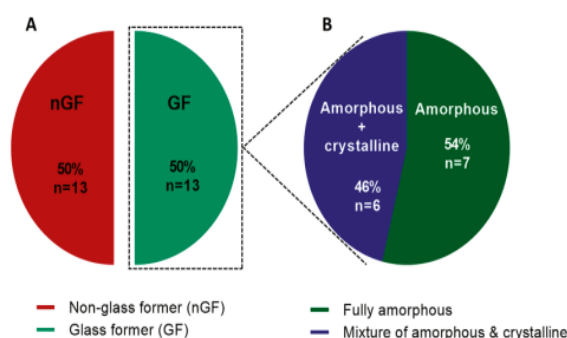 A
B
nGF
GF
50%
n=13
50%
n=13
Amorphous
+
crystalline
46%
n=6
Amorphous
54%
n=7
Non-glass former (nGF)
Glass former (GF)
Fully amorphous
Mixture of amorphous & crystalline